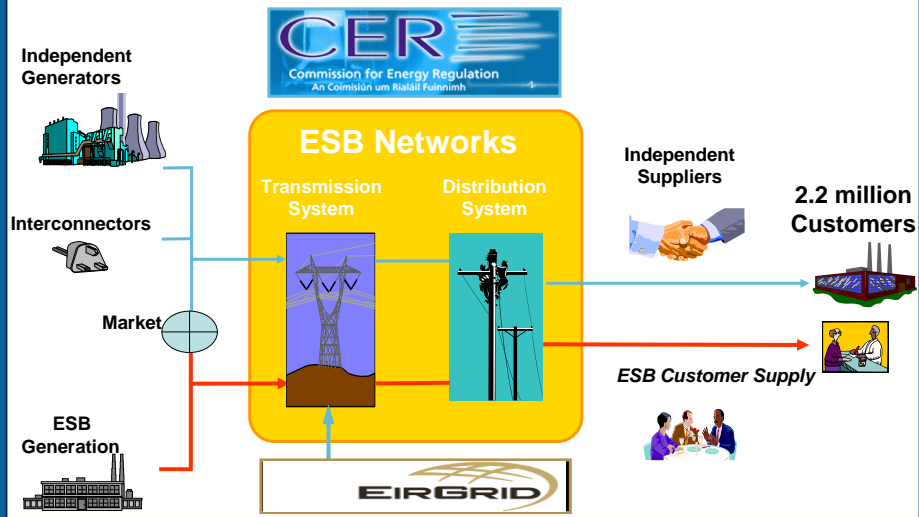 CER
Commission for Energy Regulation
An Coimisiún um Rialáil Fuinnimh
Independent
Generators
ESB Networks
Independent
Suppliers
Transmission
System
Distribution
System
2.2 million
Customers
Interconnectors
Market
ESB Customer Supply
ESB
Generation
EIRGRID